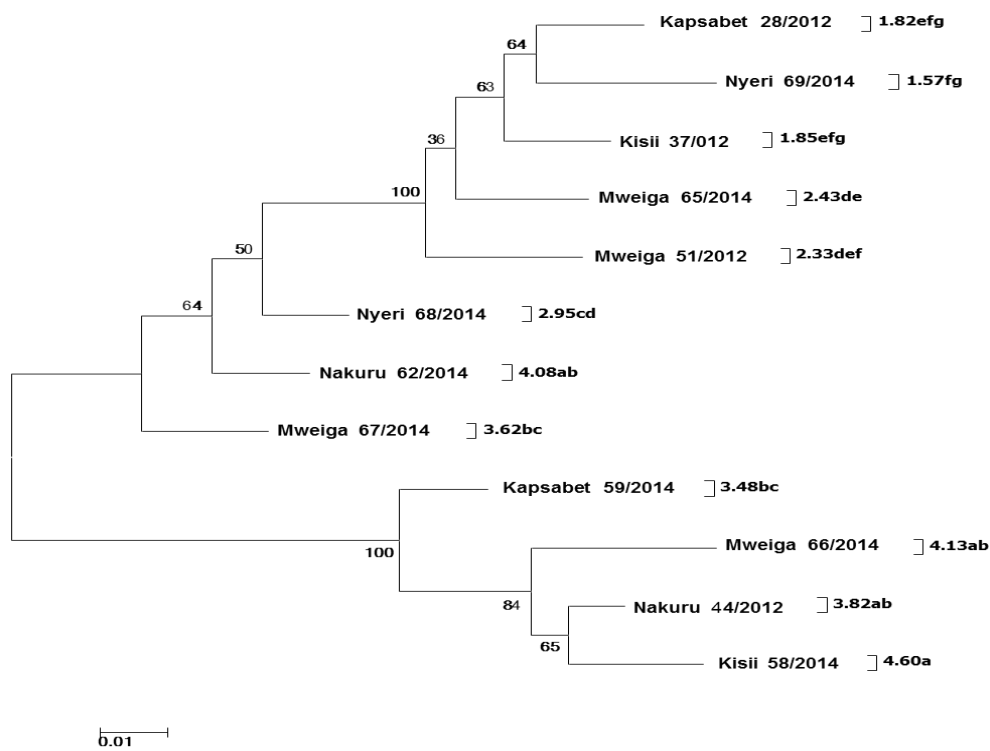 Kapsabet 28/2012 1.82efg
64
Nyeri 69/2014 1.57fg
63
Kisii 37/012 1.85efg
36
Mweiga 65/2014 2.43de
100
Mweiga 51/2012 2.33def
50
Nyeri 68/2014 2.95cd
64
Nakuru 62/2014 4.08ab
Mweiga 67/2014 3.62bc
Kapsabet 59/2014 3.48bc
100
Mweiga 66/2014 4.13ab
84
Nakuru 44/2012 3.82ab
65
Kisii 58/2014 4.60a
0.01